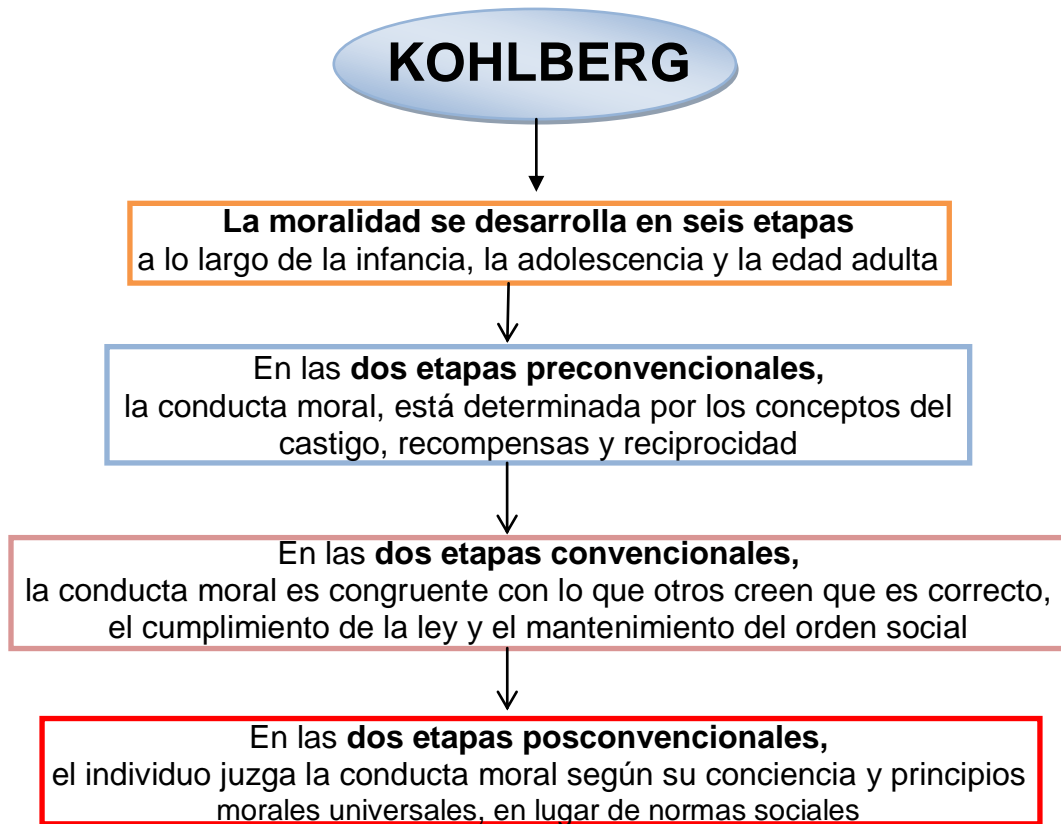 KOHLBERG
La moralidad se desarrolla en seis etapas
a lo largo de la infancia, la adolescencia y la edad adulta
En las dos etapas preconvencionales,
la conducta moral, está determinada por los conceptos del
castigo, recompensas y reciprocidad
En las dos etapas convencionales,
la conducta moral es congruente con lo que otros creen que es correcto,
el cumplimiento de la ley y el mantenimiento del orden social
En las dos etapas posconvencionales,
el individuo juzga la conducta moral según su conciencia y principios
morales universales, en lugar de normas sociales